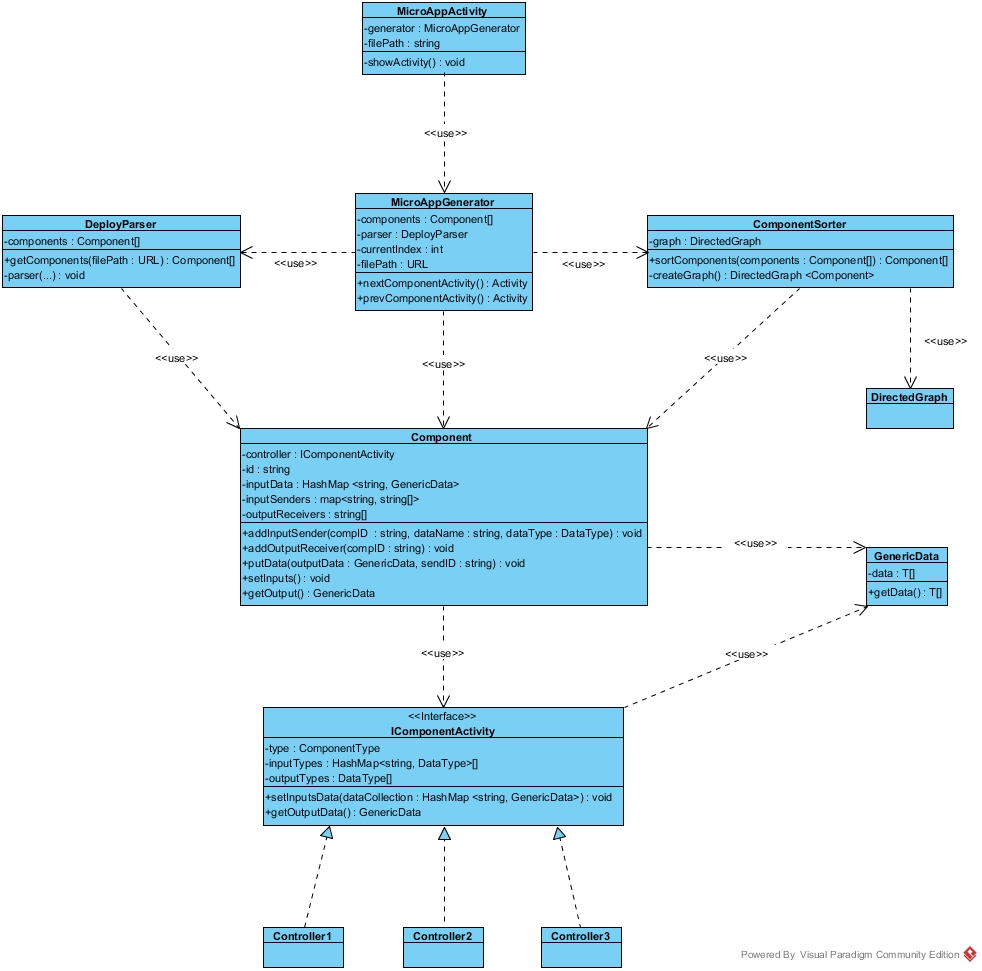 MicroAppActivity
-generator : MicroAppGenerator
-filePath : string
-showActivity() : void
<<use>>
MicroAppGenerator
-components : Component[]
-parser : DeployParser
-currentIndex : int
-filePath : URL
+nextComponentActivity() : Activity
+prevComponentActivity() : Activity
DeployParser
-components : Component[]
+getComponents(filePath : URL) : Component[]
-parser(...) : void
<<use>>
<<use>>
ComponentSorter
-graph : DirectedGraph
+sortComponents(components : Component[]) : Component[]
-createGraph() : DirectedGraph <Component>
<<use>>
<<use>>
<<use>>
<<use>>
DirectedGraph
Component
-controller : IComponentActivity
-id : string
-inputData : HashMap <string, GenericData>
-inputSenders : map<string, string[]>
-outputReceivers : string[]
+addInputSender(compID : string, dataName : string, dataType : DataType) : void
+addOutputReceiver(compID : string) : void
+putData(outputData : GenericData, sendID : string) : void
+setInputs() : void
+getOutput() : GenericData
<<use>>
GenericData
-data : T[]
+getData() : T[]
<<use>>
<<use>>
<<Interface>>
IComponentActivity
-type : ComponentType
-inputTypes : HashMap<string, DataType>[]
-outputTypes : DataType[]
+setInputsData(dataCollection : HashMap <string, GenericData>) : void
+getOutputData() : GenericData
Controller1
Controller2
Controller3
Powered By Visual Paradigm Community Edition